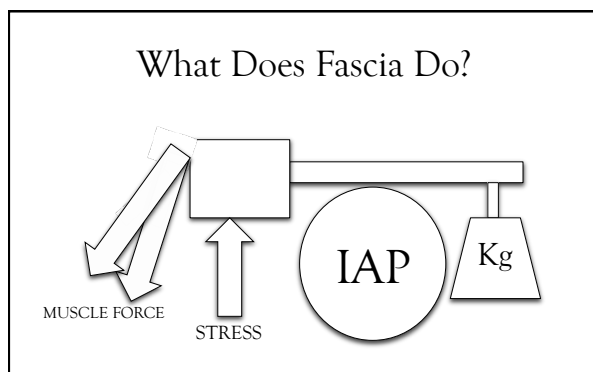 What Does Fascia Do?
IAP
Kg
MUSCLE FORCE
STRESS